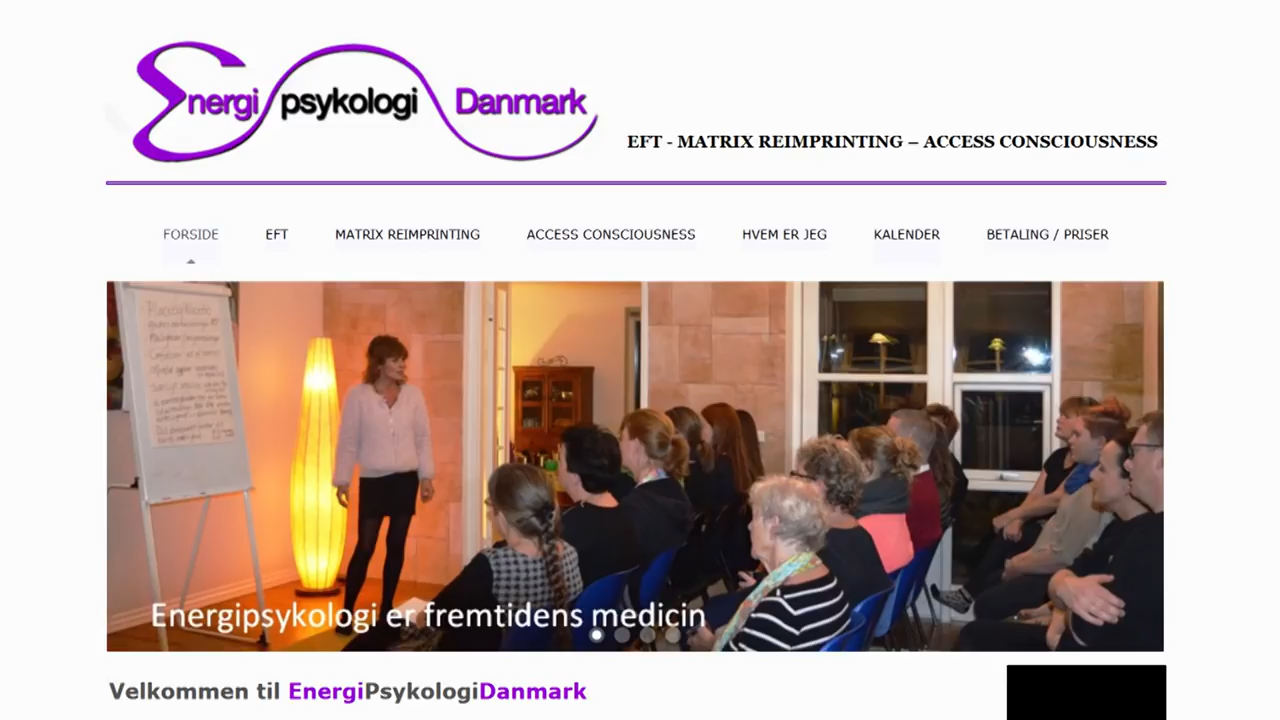 Energi psykologi Danmark
EFT - MATRIX REIMPRINTING – ACCESS CONSCIOUSNESS
FORSIDE EFT MATRIX REIMPRINTING ACCESS CONSCIOUSNESS HVEM ER JEG KALENDER BETALING / PRISER
Energipsykologi er fremtidens medicin
Velkommen til EnergiPsykologiDanmark